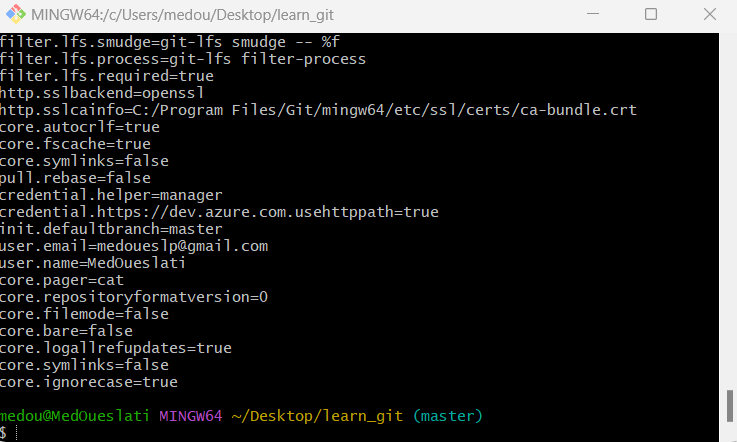 MINGW64:/c/Users/medou/Desktop/learn_git
filter.lfs.smudge=git-lfs smudge -- %f
filter.lfs.process=git-lfs filter-process
filter.lfs.required=true
http.sslbackend=openssl
http.sslcainfo=C:/Program Files/Git/mingw64/etc/ssl/certs/ca-bundle.crt
core.autocrlf=true
core.fscache=true
core.symlinks=false
pull.rebase=false
credential.helper=manager
credential.https://dev.azure.com.usehttppath=true
init.defaultbranch=master
user.email=medoueslp@gmail.com
user.name=MedOueslati
core.pager=cat
core.repositoryformatversion=0
core.filemode=false
core.bare=false
core.logallrefupdates=true
core.symlinks=false
core.ignorecase=true
medou@MedOueslati MINGW64 ~/Desktop/learn_git (master)
$